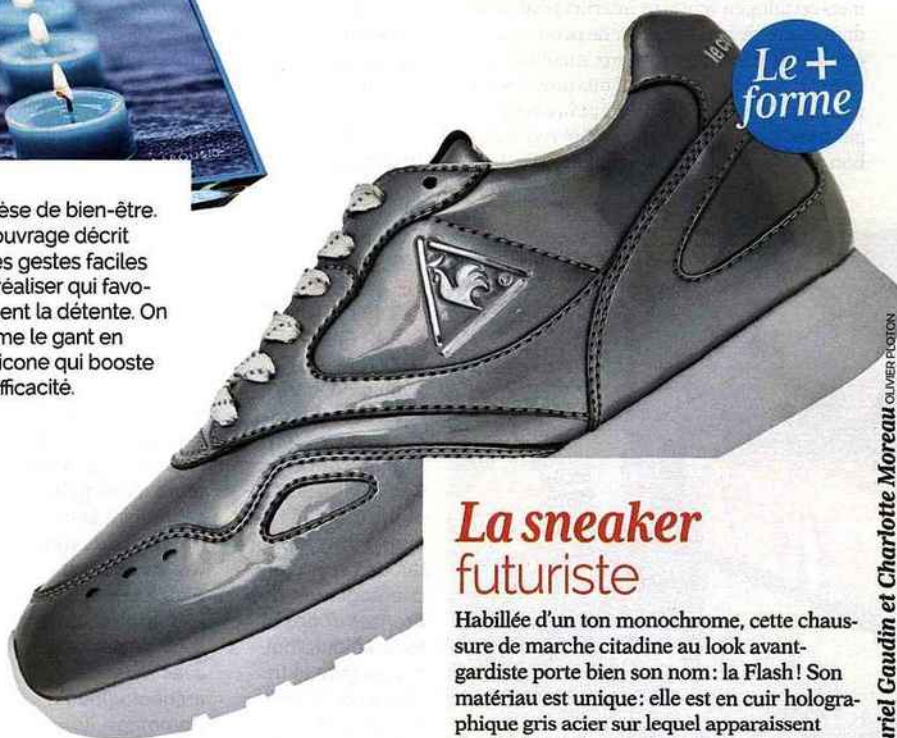 Le +
forme
le co
èse de bien-être.
ouvrage décrit
es gestes faciles
réaliser qui favo-
ent la détente. On
me le gant en
icone qui booste
fficacité.
La sneaker
futuriste
Habillée d'un ton monochrome, cette chaus-
sure de marche citadine au look avant-
gardiste porte bien son nom: la Flash! Son
matériau est unique: elle est en cuir hologra-
phique gris acier sur lequel apparaissent
uriel Gaudin et Charlotte Moreau OLIVIER PLOTON